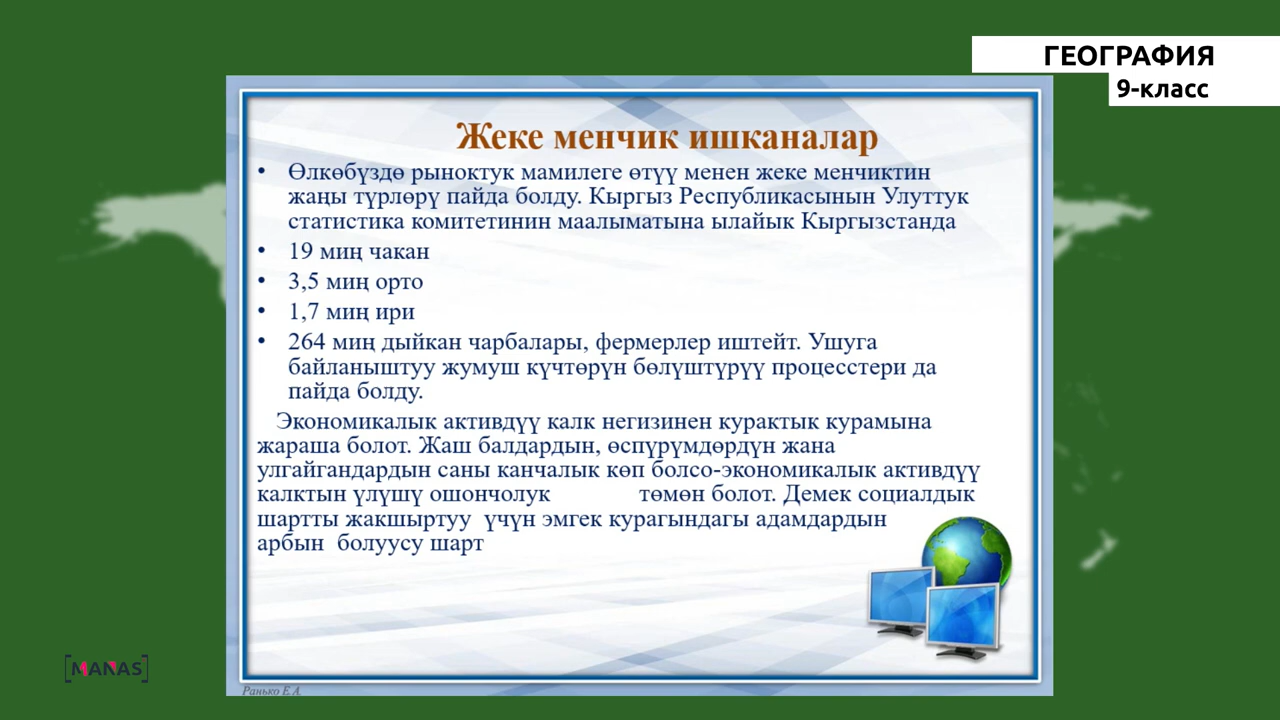 ГЕОГРАФИЯ
9-класс
Жеке менчик ишканалар
• Өлкөбүздө рыноктук мамилеге өтүү менен жеке менчиктин
жаңы түрлөрү пайда болду. Кыргыз Республикасынын Улуттук
статистика комитетинин маалыматына ылайык Кыргызстанда
• 19 миң чакан
• 3,5 миң орто
• 1,7 миң ири
• 264 миң дыйкан чарбалары, фермерлер иштейт. Ушуга
байланыштуу жумуш күчтөрүн бөлүштүрүү процесстери да
пайда болду.
Экономикалык активдүү калк негизинен курактык курамына
жараша болот. Жаш балдардын, өспүрүмдөрдүн жана
улгайгандардын саны канчалык көп болсо-экономикалык активдүү
калктын үлүшү ошончолук төмөн болот. Демек социалдык
шартты жакшыртуу үчүн эмгек курагындагы адамдардын
арбын болуусу шарт
MANAS
Ранько Е.А.